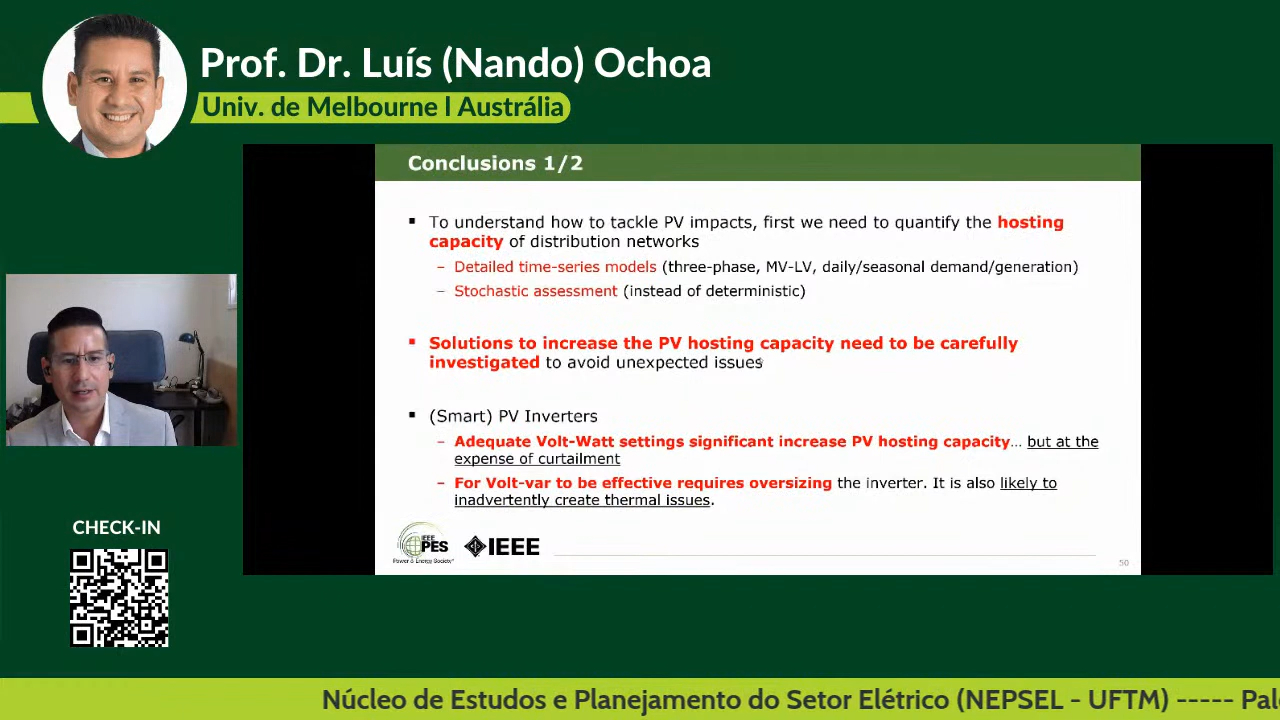 Prof. Dr. Luís (Nando) Ochoa
Univ. de Melbourne l Austrália
Conclusions 1/2
▪ To understand how to tackle PV impacts, first we need to quantify the hosting
capacity of distribution networks
– Detailed time-series models (three-phase, MV-LV, daily/seasonal demand/generation)
– Stochastic assessment (instead of deterministic)
▪ Solutions to increase the PV hosting capacity need to be carefully
investigated to avoid unexpected issues
▪ (Smart) PV Inverters
– Adequate Volt-Watt settings significant increase PV hosting capacity… but at the
expense of curtailment
– For Volt-var to be effective requires oversizing the inverter. It is also likely to
inadvertently create thermal issues.
CHECK-IN
IEEE
PES
Power & Energy Society®
IEEE
50
Núcleo de Estudos e Planejamento do Setor Elétrico (NEPSEL - UFTM) ----- Pal